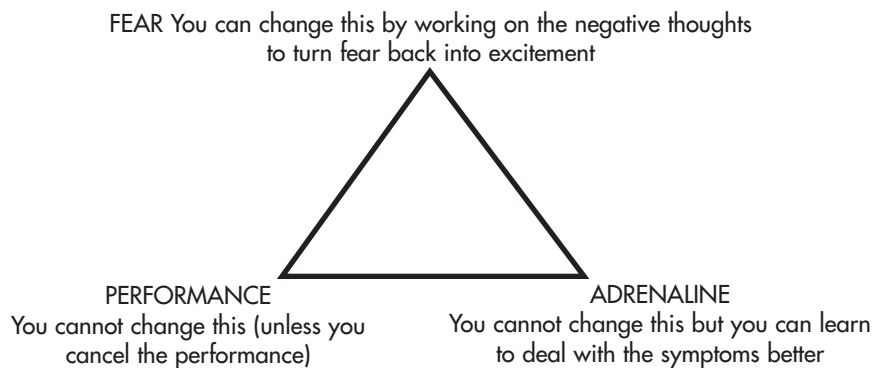 FEAR You can change this by working on the negative thoughts
to turn fear back into excitement
PERFORMANCE
You cannot change this (unless you
cancel the performance)
ADRENALINE
You cannot change this but you can learn
to deal with the symptoms better